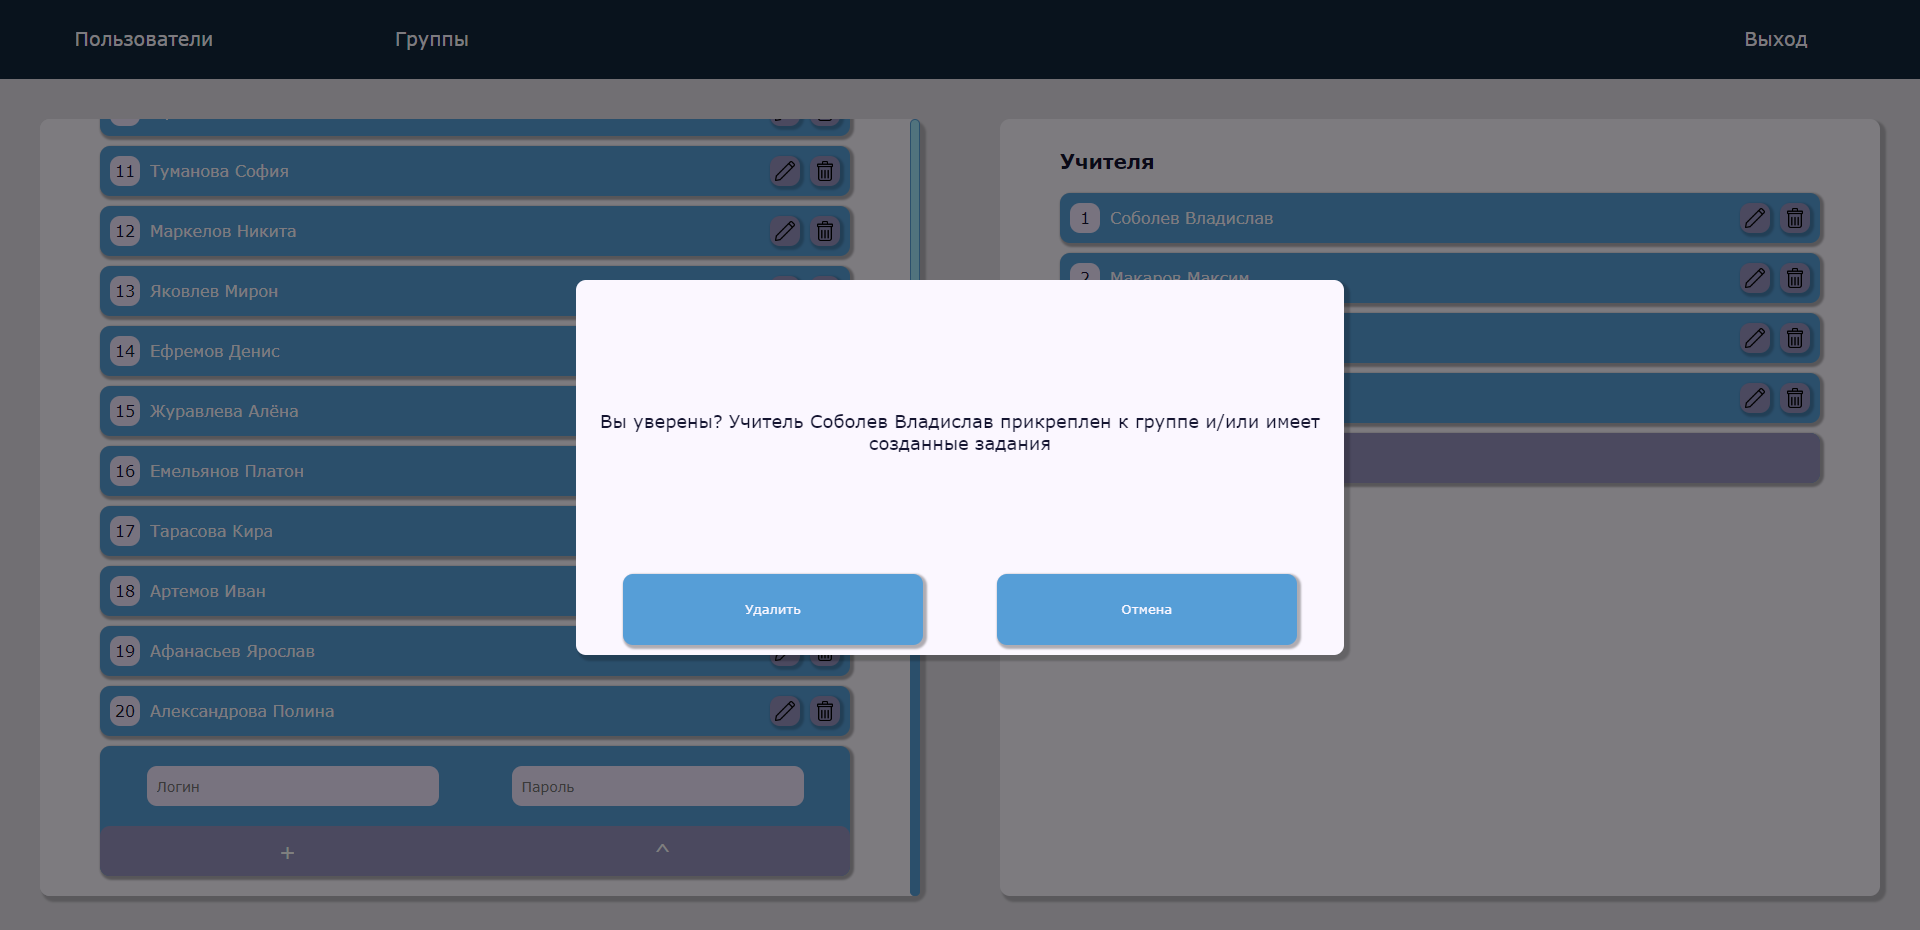 Пользователи
Группы
Выход
11 Туманова София
12 Маркелов Никита
13 Яковлев Мирон
14 Ефремов Денис
15 Журавлева Алёна
16 Емельянов Платон
17 Тарасова Кира
18 Артемов Иван
19 Афанасьев Ярослав
20 Александрова Полина
Логин
Пароль
+
^
Учителя
1 Соболев Владислав
2 Макаров Максим
Вы уверены? Учитель Соболев Владислав прикреплен к группе и/или имеет
созданные задания
Удалить
Отмена